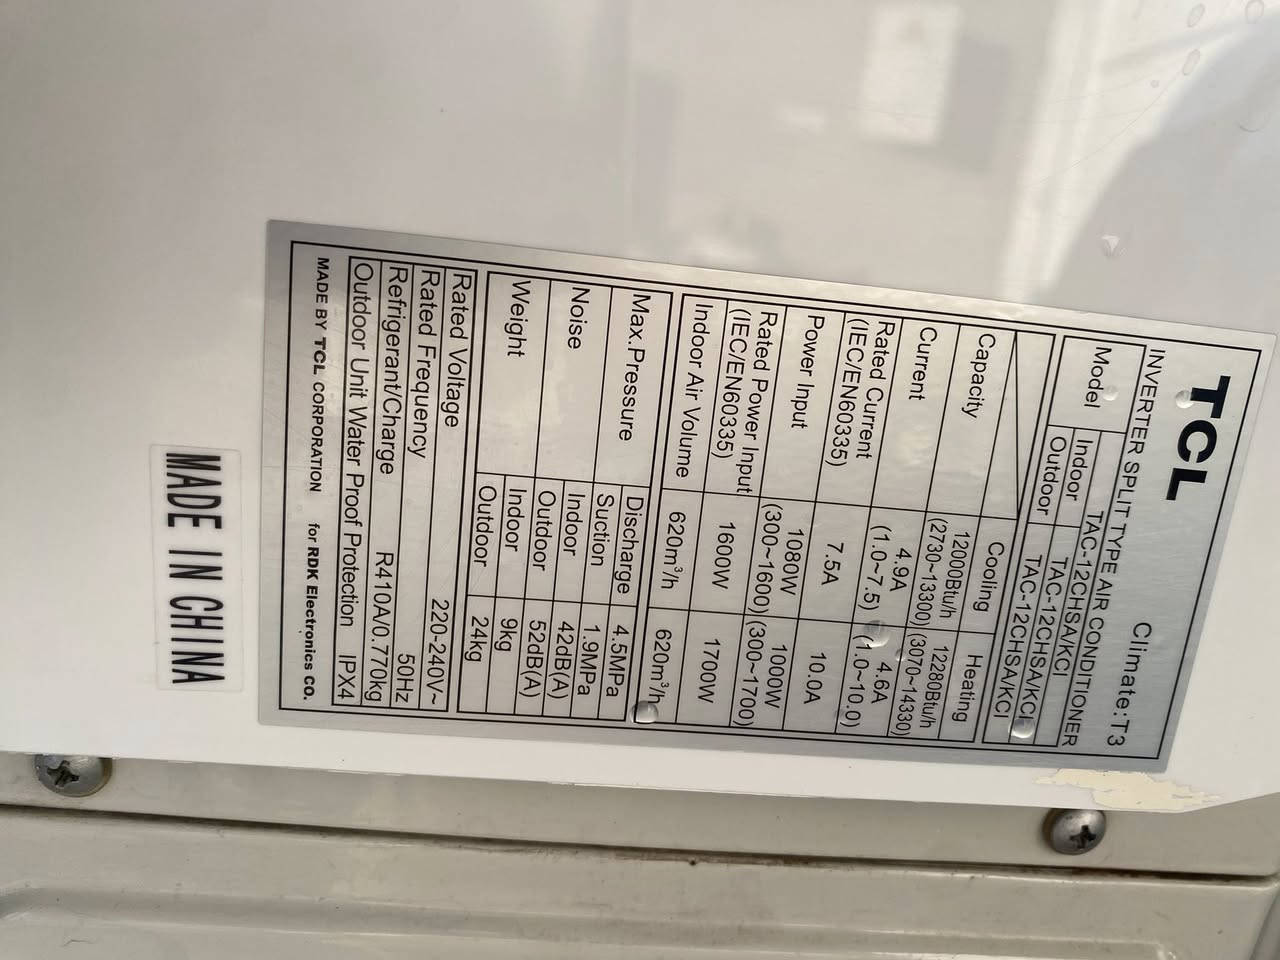 TCL
Climate:T3
INVERTER SPLIT TYPE AIR CONDITIONER
Model TAC-12CHSA/KCI
Indoor TAC-12CHSA/KCI
Outdoor TAC-12CHSA/KCI
Cooling Heating
Capacity 12000Btu/h 12280Btu/h
(2730~13300) (3070~14330)
Current 4.9A 4.6A
(1.0~7.5) (1.0~10.0)
Rated Current 7.5A 10.0A
(IEC/EN60335)
Power Input 1080W 1000W
(300~1600) (300~1700)
Rated Power Input 1600W 1700W
(IEC/EN60335)
Indoor Air Volume 620m³/h 620m³/h
Max.Pressure Discharge 4.5MPa
Suction 1.9MPa
Noise Indoor 42dB(A)
Outdoor 52dB(A)
Weight Indoor 9kg
Outdoor 24kg
Rated Voltage 220-240V~
Rated Frequency 50Hz
Refrigerant/Charge R410A/0.770kg
Outdoor Unit Water Proof Protection IPX4
MADE BY TCL CORPORATION for RDK Electronics CO.
MADE IN CHINA